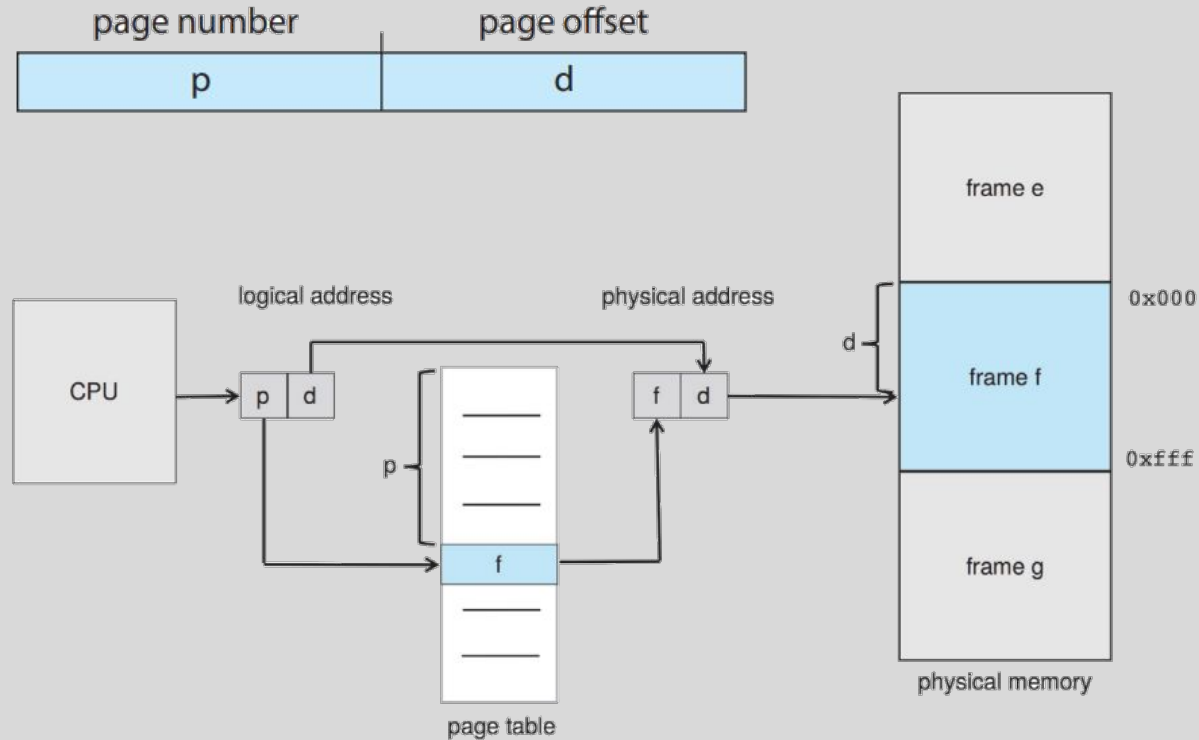 page number page offset
p d
frame e
logical address physical address
0x000
d
CPU
p d
f d
frame f
p
0xfff
f
frame g
physical memory
page table